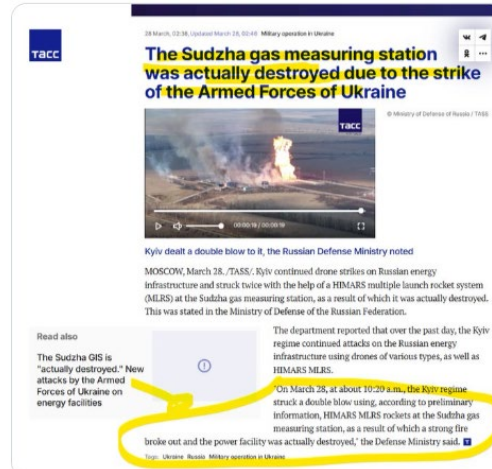 28 March, 03:38, Updated March 28, 03:48 Military operation in Ukraine
тасс
The Sudzha gas measuring station
was actually destroyed due to the strike
of the Armed Forces of Ukraine
© Ministry of Defense of Russia / TASS
тасс
00:00:19 / 00:00:19
Kyiv dealt a double blow to it, the Russian Defense Ministry noted
MOSCOW, March 28. /TASS/. Kyiv continued drone strikes on Russian energy
infrastructure and struck twice with the help of a HIMARS multiple launch rocket system
(MLRS) at the Sudzha gas measuring station, as a result of which it was actually destroyed.
This was stated in the Ministry of Defense of the Russian Federation.
Read also
The Sudzha GIS is
"actually destroyed." New
attacks by the Armed
Forces of Ukraine on
energy facilities
The department reported that over the past day, the Kyiv
regime continued attacks on the Russian energy
infrastructure using drones of various types, as well as
HIMARS MLRS.
"On March 28, at about 10:20 a.m., the Kyiv regime
struck a double blow using, according to preliminary
information, HIMARS MLRS rockets at the Sudzha gas
measuring station, as a result of which a strong fire
broke out and the power facility was actually destroyed," the Defense Ministry said.
Tags: Ukraine Russia Military operation in Ukraine